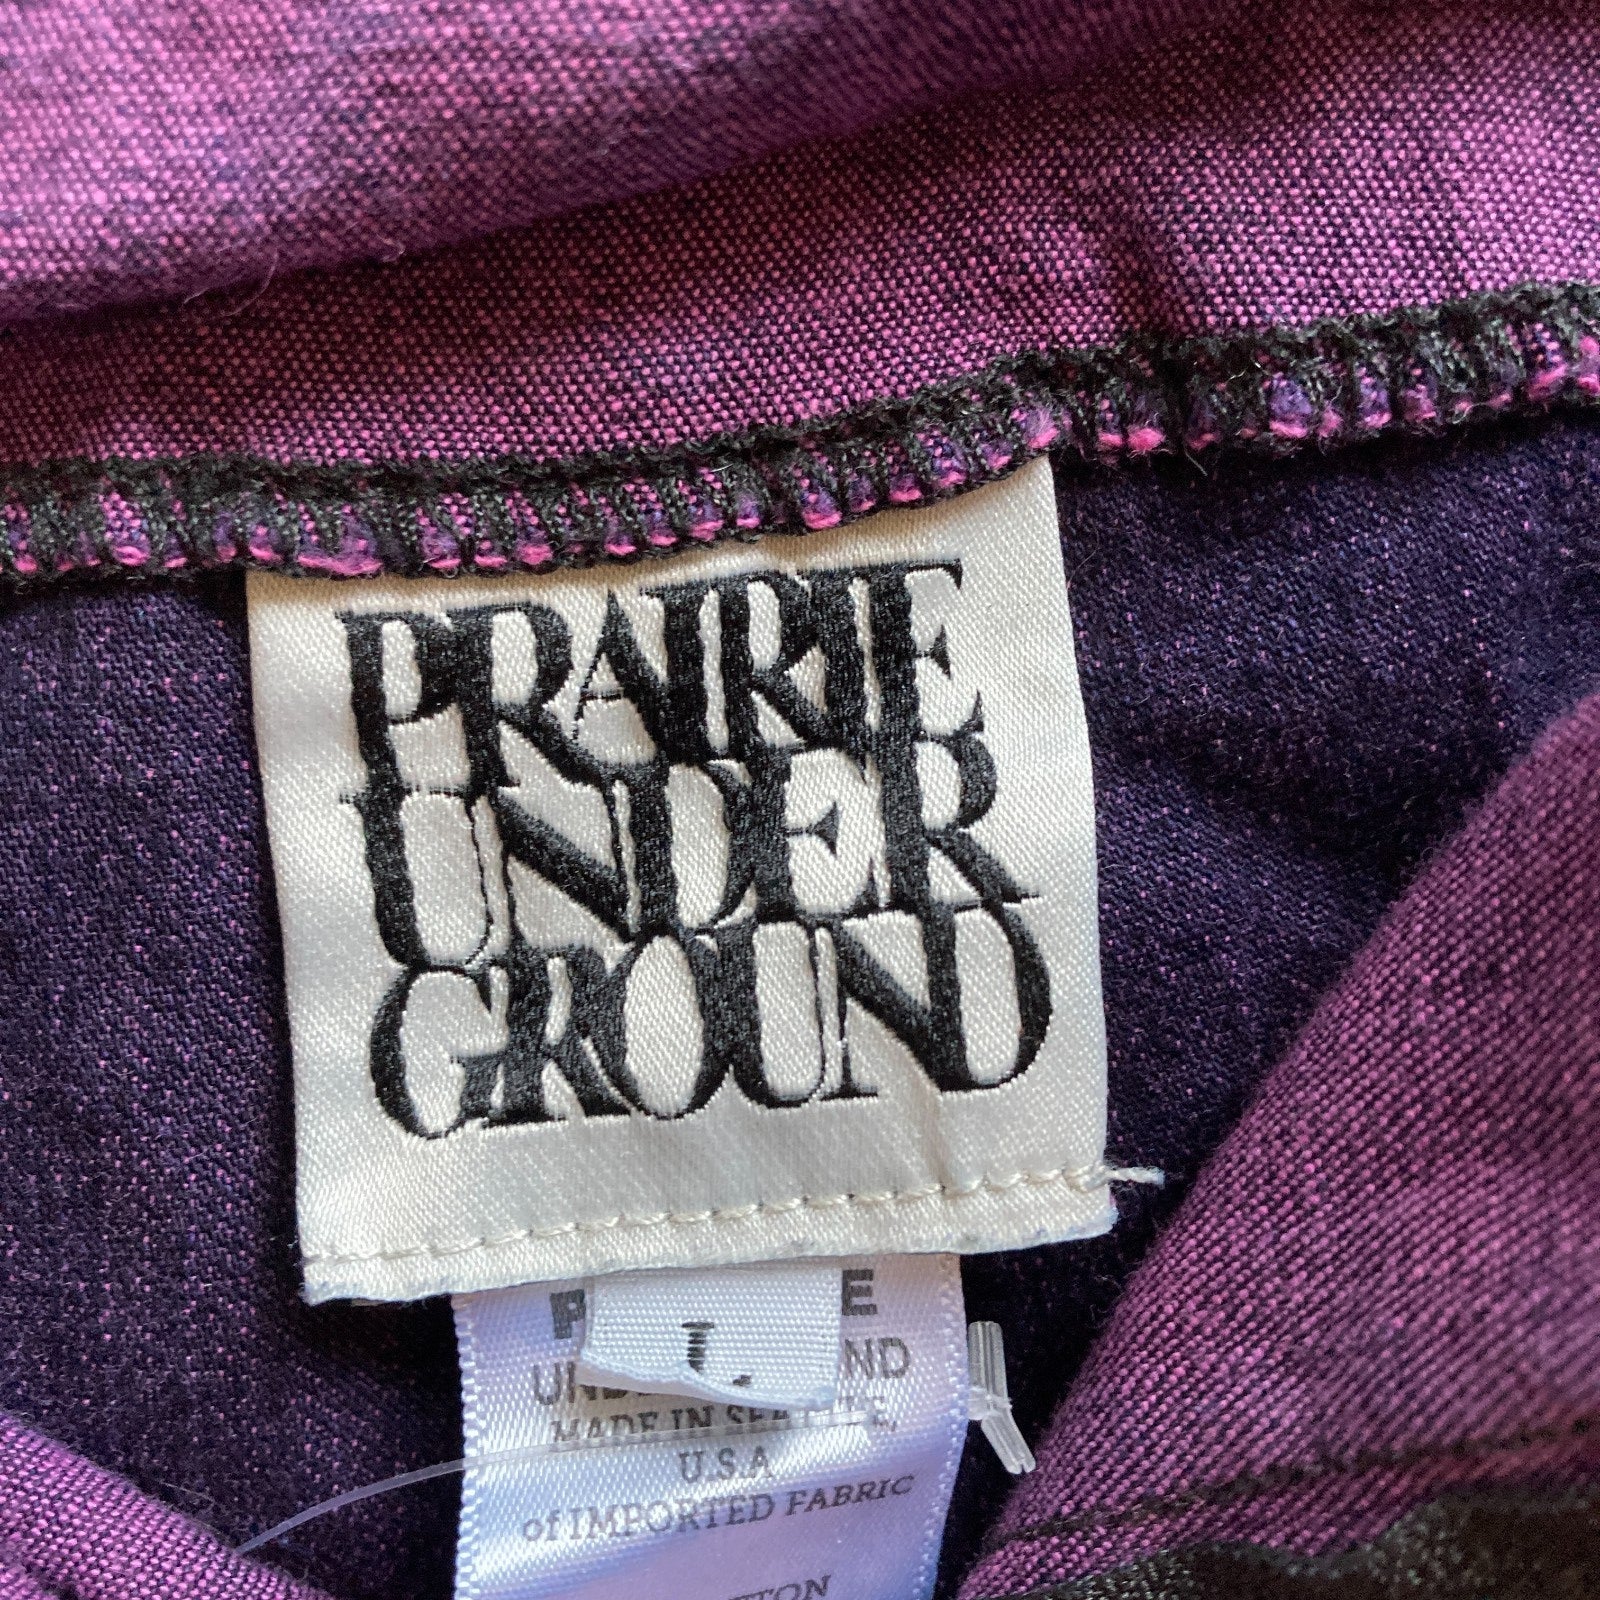 PRAIRIE
UNDER
GROUND
L
MADE IN SEATTLE,
U.S.A
of IMPORTED FABRIC